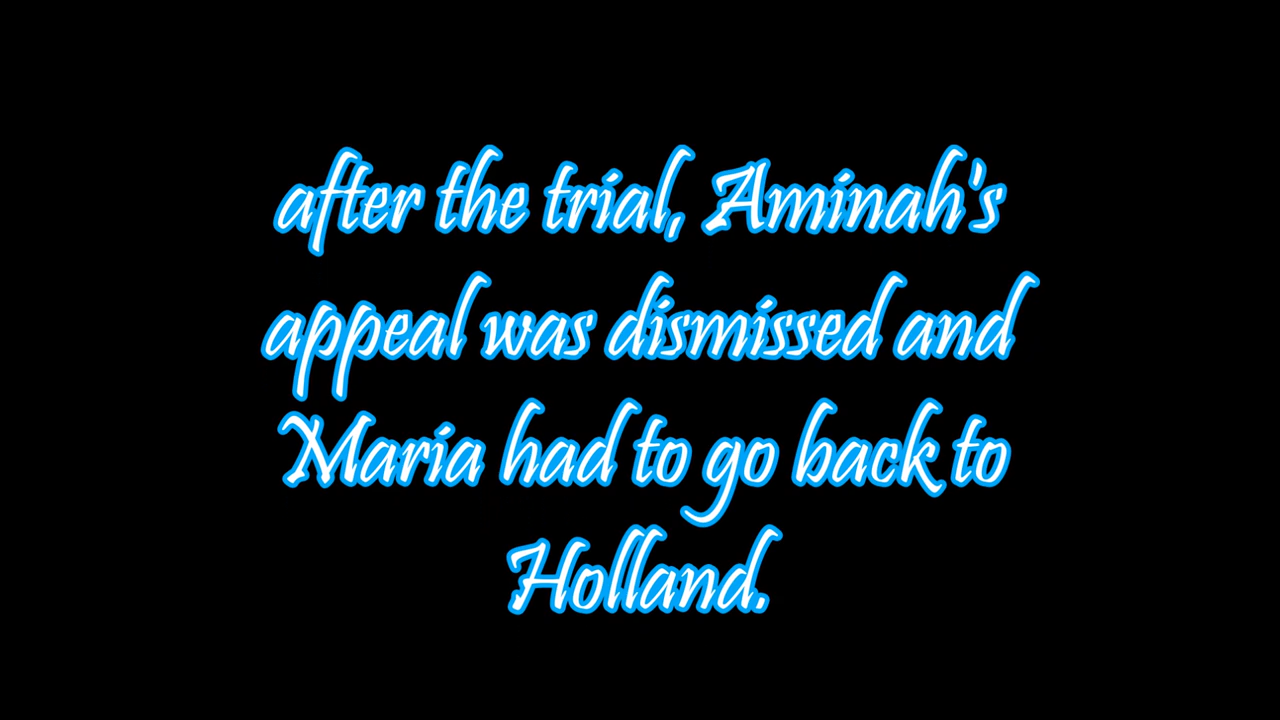 after the trial, Aminah's
appeal was dismissed and
Maria had to go back to
Holland.